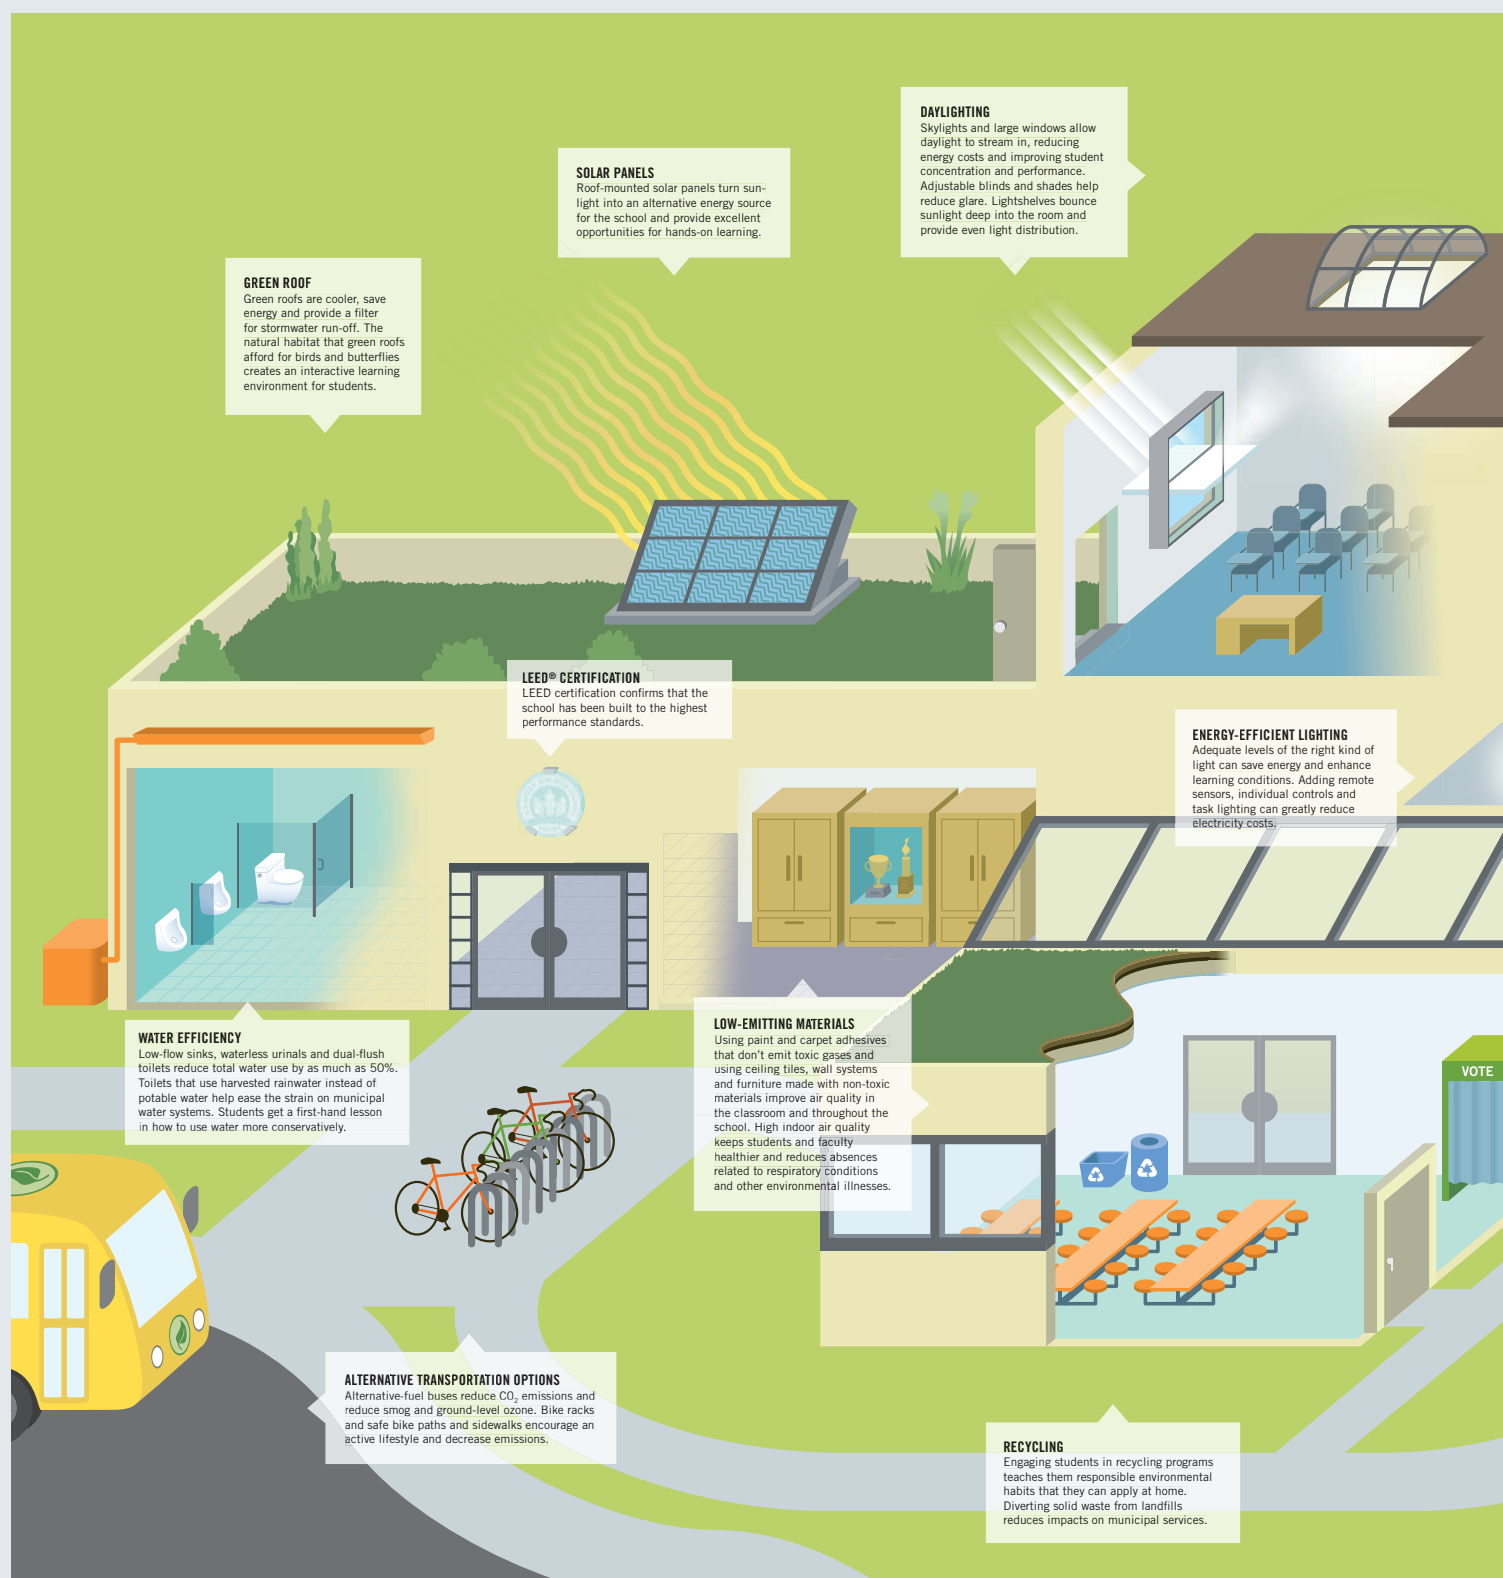 DAYLIGHTING
Skylights and large windows allow
daylight to stream in, reducing
energy costs and improving student
concentration and performance.
Adjustable blinds and shades help
reduce glare. Lightshelves bounce
sunlight deep into the room and
provide even light distribution.
SOLAR PANELS
Roof-mounted solar panels turn sun-
light into an alternative energy source
for the school and provide excellent
opportunities for hands-on learning.
GREEN ROOF
Green roofs are cooler, save
energy and provide a filter
for stormwater run-off. The
natural habitat that green roofs
afford for birds and butterflies
creates an interactive learning
environment for students.
LEED® CERTIFICATION
LEED certification confirms that the
school has been built to the highest
performance standards.
ENERGY-EFFICIENT LIGHTING
Adequate levels of the right kind of
light can save energy and enhance
learning conditions. Adding remote
sensors, individual controls and
task lighting can greatly reduce
electricity costs.
WATER EFFICIENCY
Low-flow sinks, waterless urinals and dual-flush
toilets reduce total water use by as much as 50%.
Toilets that use harvested rainwater instead of
potable water help ease the strain on municipal
water systems. Students get a first-hand lesson
in how to use water more conservatively.
LOW-EMITTING MATERIALS
Using paint and carpet adhesives
that don't emit toxic gases and
using ceiling tiles, wall systems
and furniture made with non-toxic
materials improve air quality in
the classroom and throughout the
school. High indoor air quality
keeps students and faculty
healthier and reduces absences
related to respiratory conditions
and other environmental illnesses.
VOTE
ALTERNATIVE TRANSPORTATION OPTIONS
Alternative-fuel buses reduce CO₂ emissions and
reduce smog and ground-level ozone. Bike racks
and safe bike paths and sidewalks encourage an
active lifestyle and decrease emissions.
RECYCLING
Engaging students in recycling programs
teaches them responsible environmental
habits that they can apply at home.
Diverting solid waste from landfills
reduces impacts on municipal services.